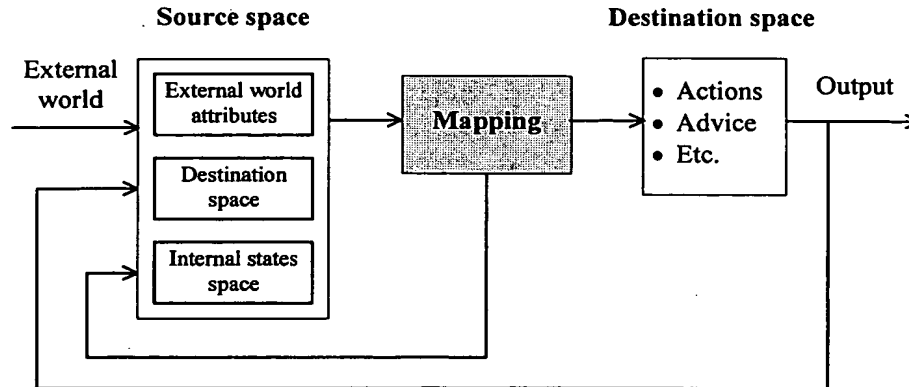 Source space
Destination space
External
world
External world
attributes
Destination
space
Internal states
space
Mapping
• Actions
• Advice
• Etc.
Output